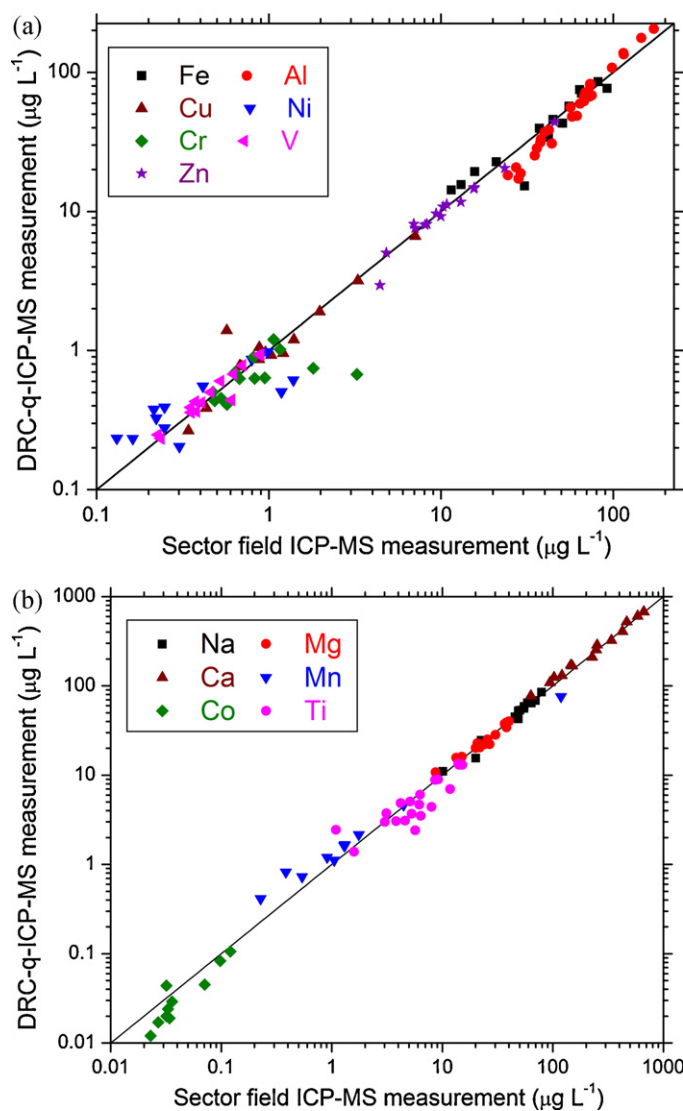 (a)
DRC-q-ICP-MS measurement (μg L⁻¹)
100
10
1
0.1
Fe Al
Cu Ni
Cr V
Zn
0.1 1 10 100
Sector field ICP-MS measurement (μg L⁻¹)
(b)
DRC-q-ICP-MS measurement (μg L⁻¹)
1000
100
10
1
0.1
0.01
Na Mg
Ca Mn
Co Ti
0.01 0.1 1 10 100 1000
Sector field ICP-MS measurement (μg L⁻¹)